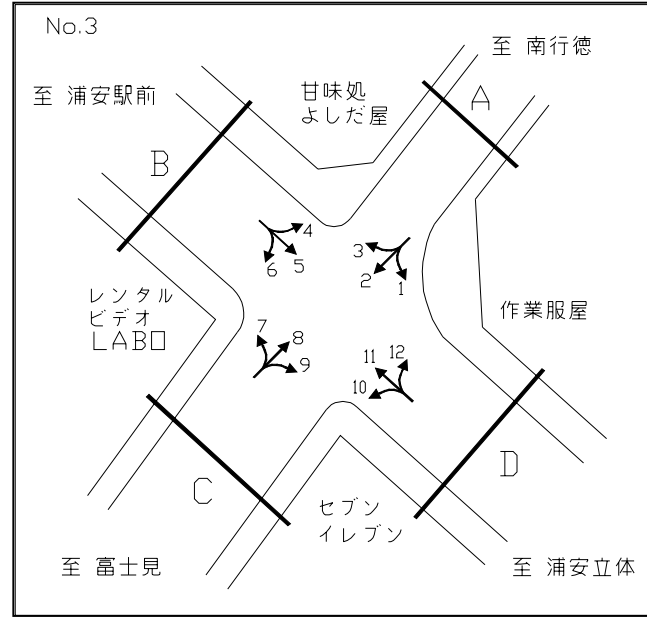 No.3
至 南行徳
至 浦安駅前
甘味処
よしだ屋
A
B
4
5
6
3
2
1
レンタル
ビデオ
LABO
作業服屋
7
8
9
11
12
10
C
D
セブン
イレブン
至 富士見
至 浦安立体